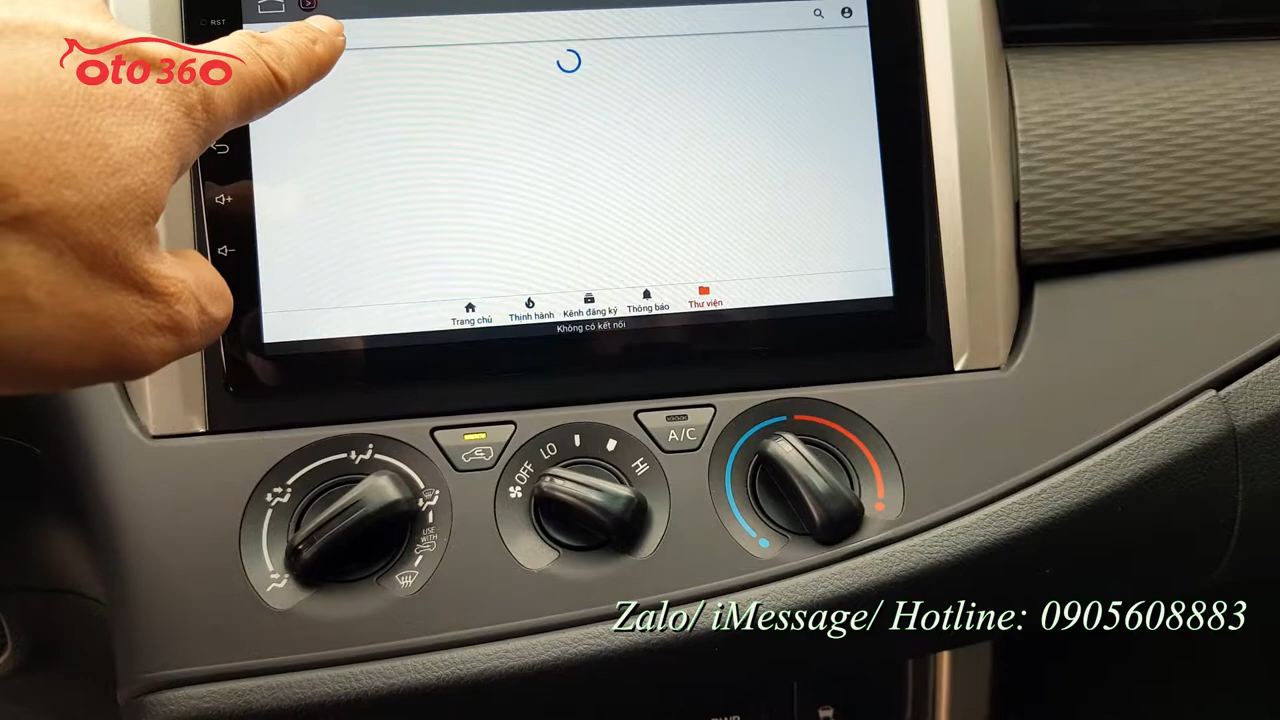 RST
oto360
Trang chủ
Thịnh hành
Kênh đăng ký
Thông báo
Thư viện
Không có kết nối
OFF
LO
HI
A/C
USE
WITH
Zalo/ iMessage/ Hotline: 0905608883